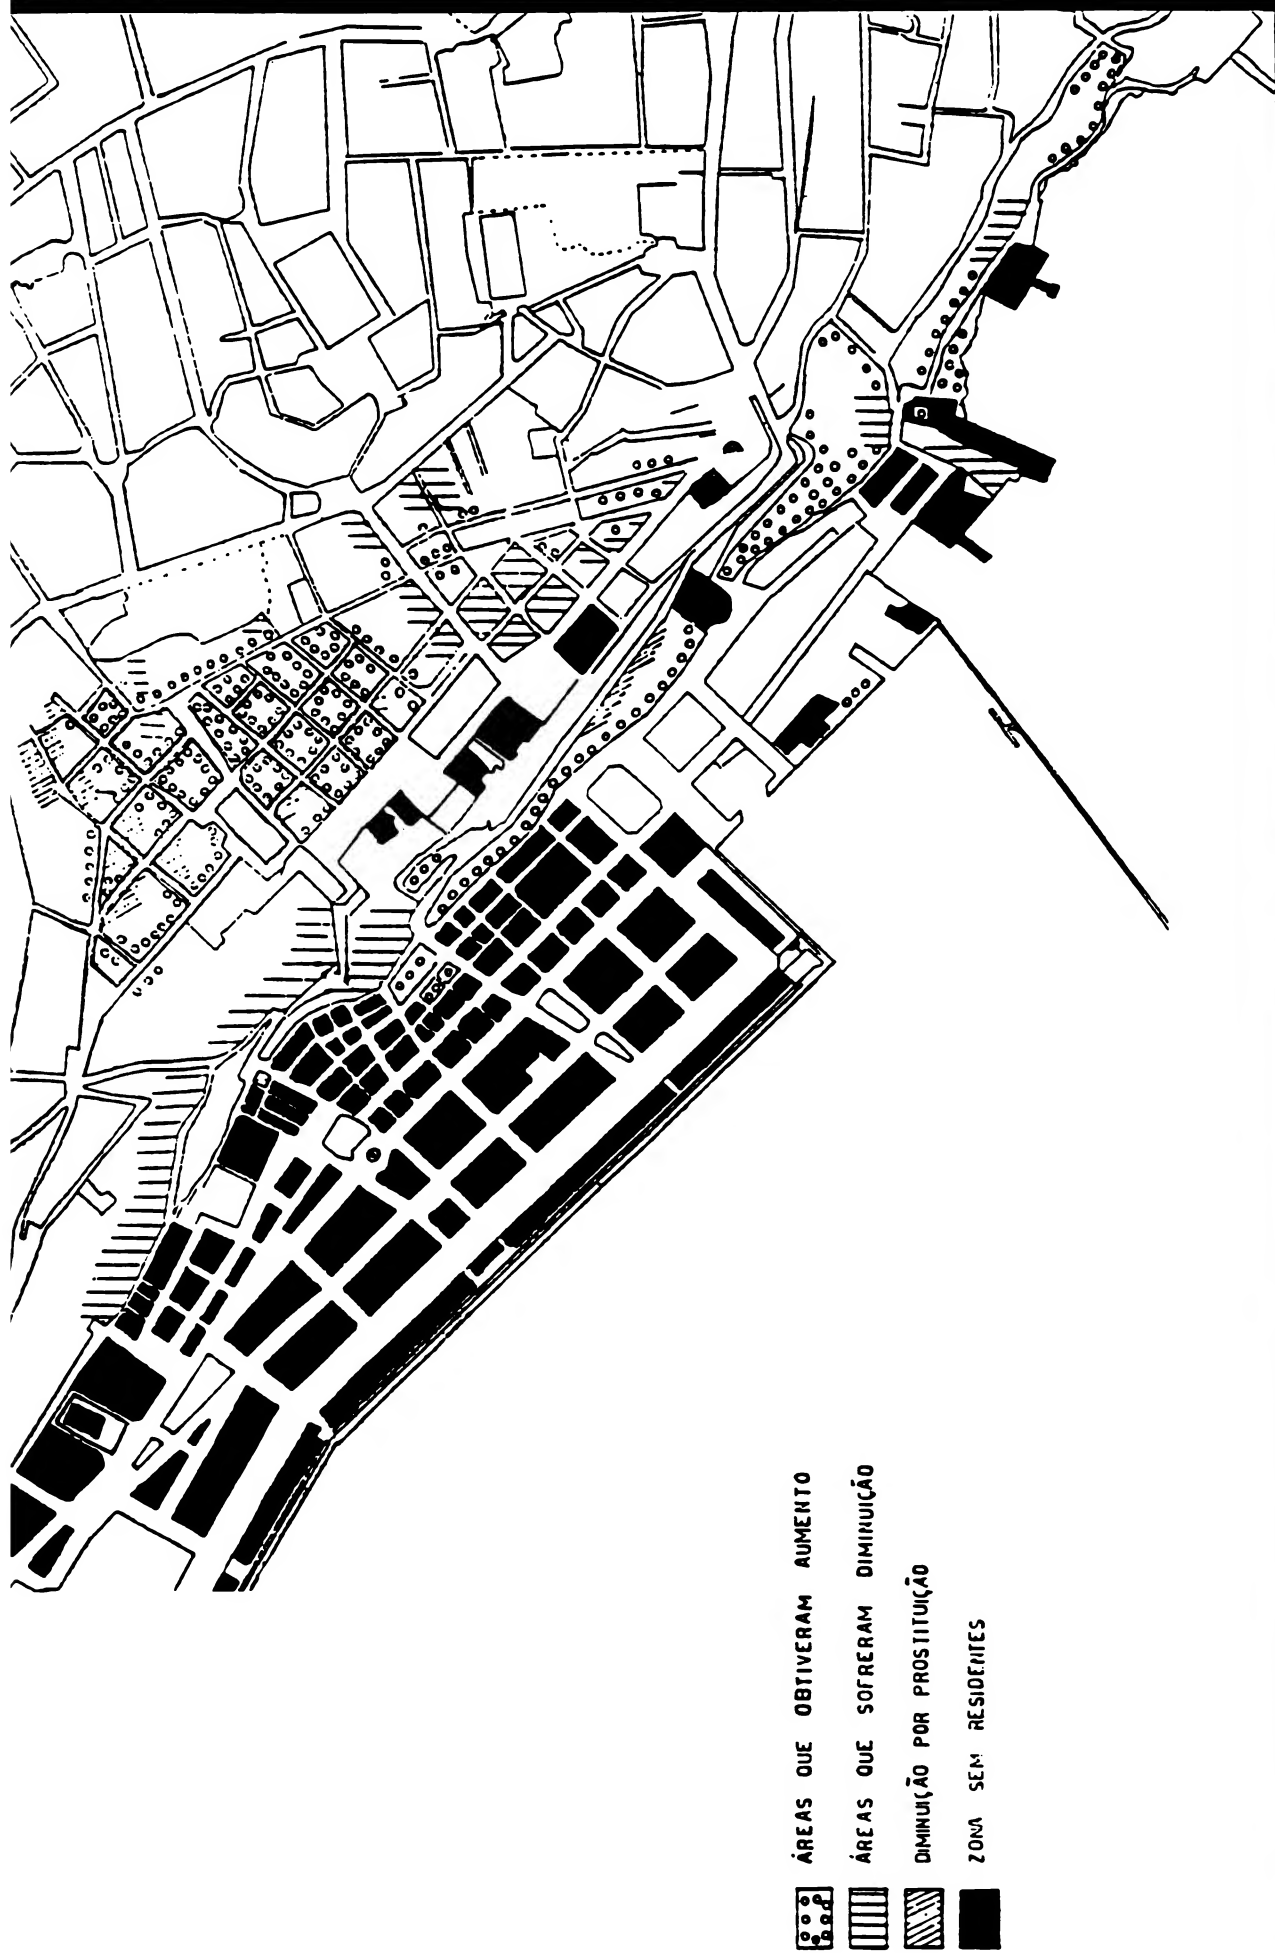 ÁREAS QUE OBTIVERAM AUMENTO
ÁREAS QUE SOFRERAM DIMINUIÇÃO
DIMINUIÇÃO POR PROSTITUIÇÃO
ZONA SEM RESIDENTES